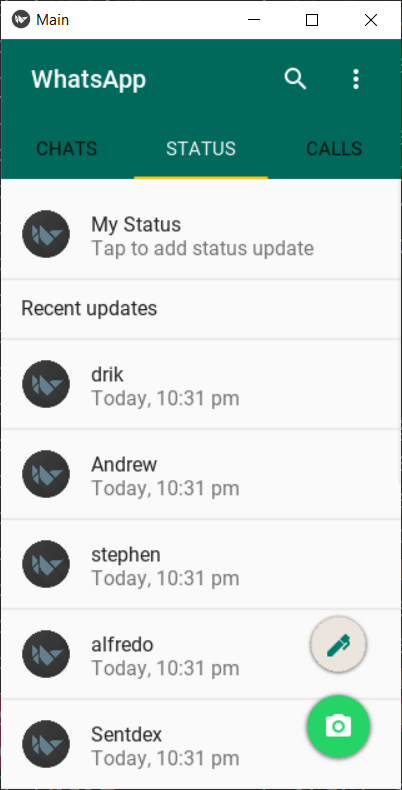 Main
WhatsApp
CHATS
STATUS
CALLS
My Status
Tap to add status update
Recent updates
drik
Today, 10:31 pm
Andrew
Today, 10:31 pm
stephen
Today, 10:31 pm
alfredo
Today, 10:31 pm
Sentdex
Today, 10:31 pm